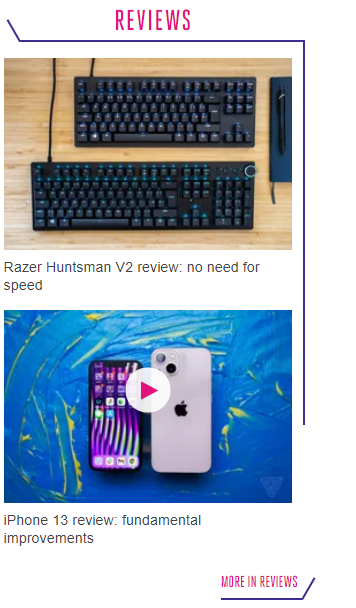 REVIEWS
Razer Huntsman V2 review: no need for
speed
iPhone 13 review: fundamental
improvements
MORE IN REVIEWS